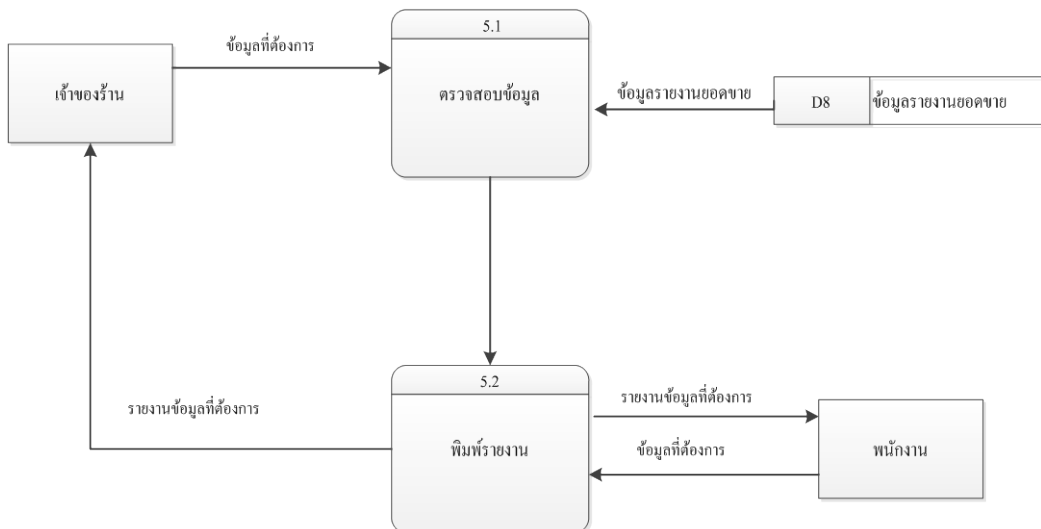 5.1
ข้อมูลที่ต้องการ
เจ้าของร้าน
ตรวจสอบข้อมูล
ข้อมูลรายงานยอดขาย
D8
ข้อมูลรายงานยอดขาย
5.2
รายงานข้อมูลที่ต้องการ
รายงานข้อมูลที่ต้องการ
พิมพ์รายงาน
ข้อมูลที่ต้องการ
พนักงาน